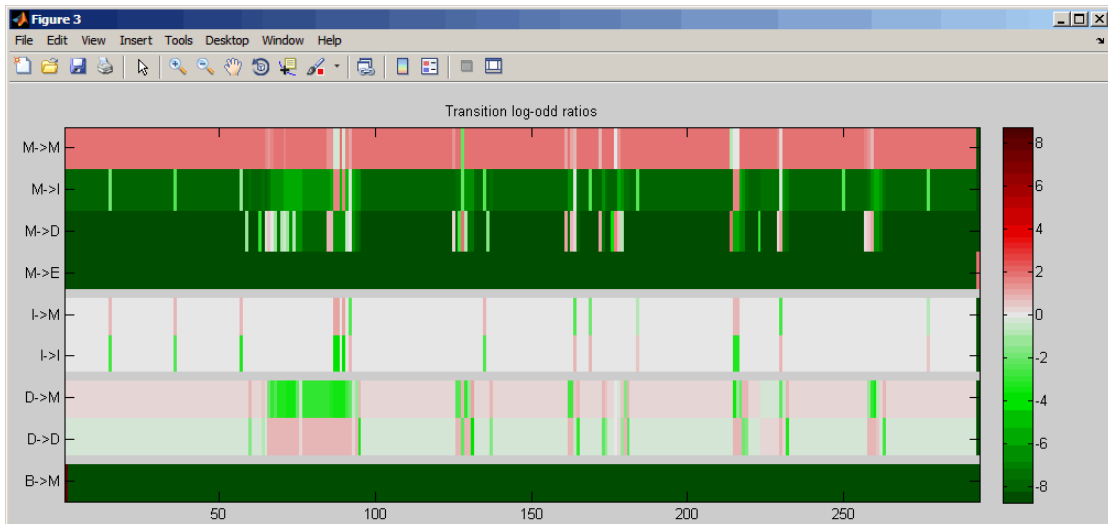 Figure 3
File Edit View Insert Tools Desktop Window Help
Transition log-odd ratios
M->M
M->I
M->D
M->E
I->M
I->I
D->M
D->D
B->M
50 100 150 200 250
8
6
4
2
0
-2
-4
-6
-8